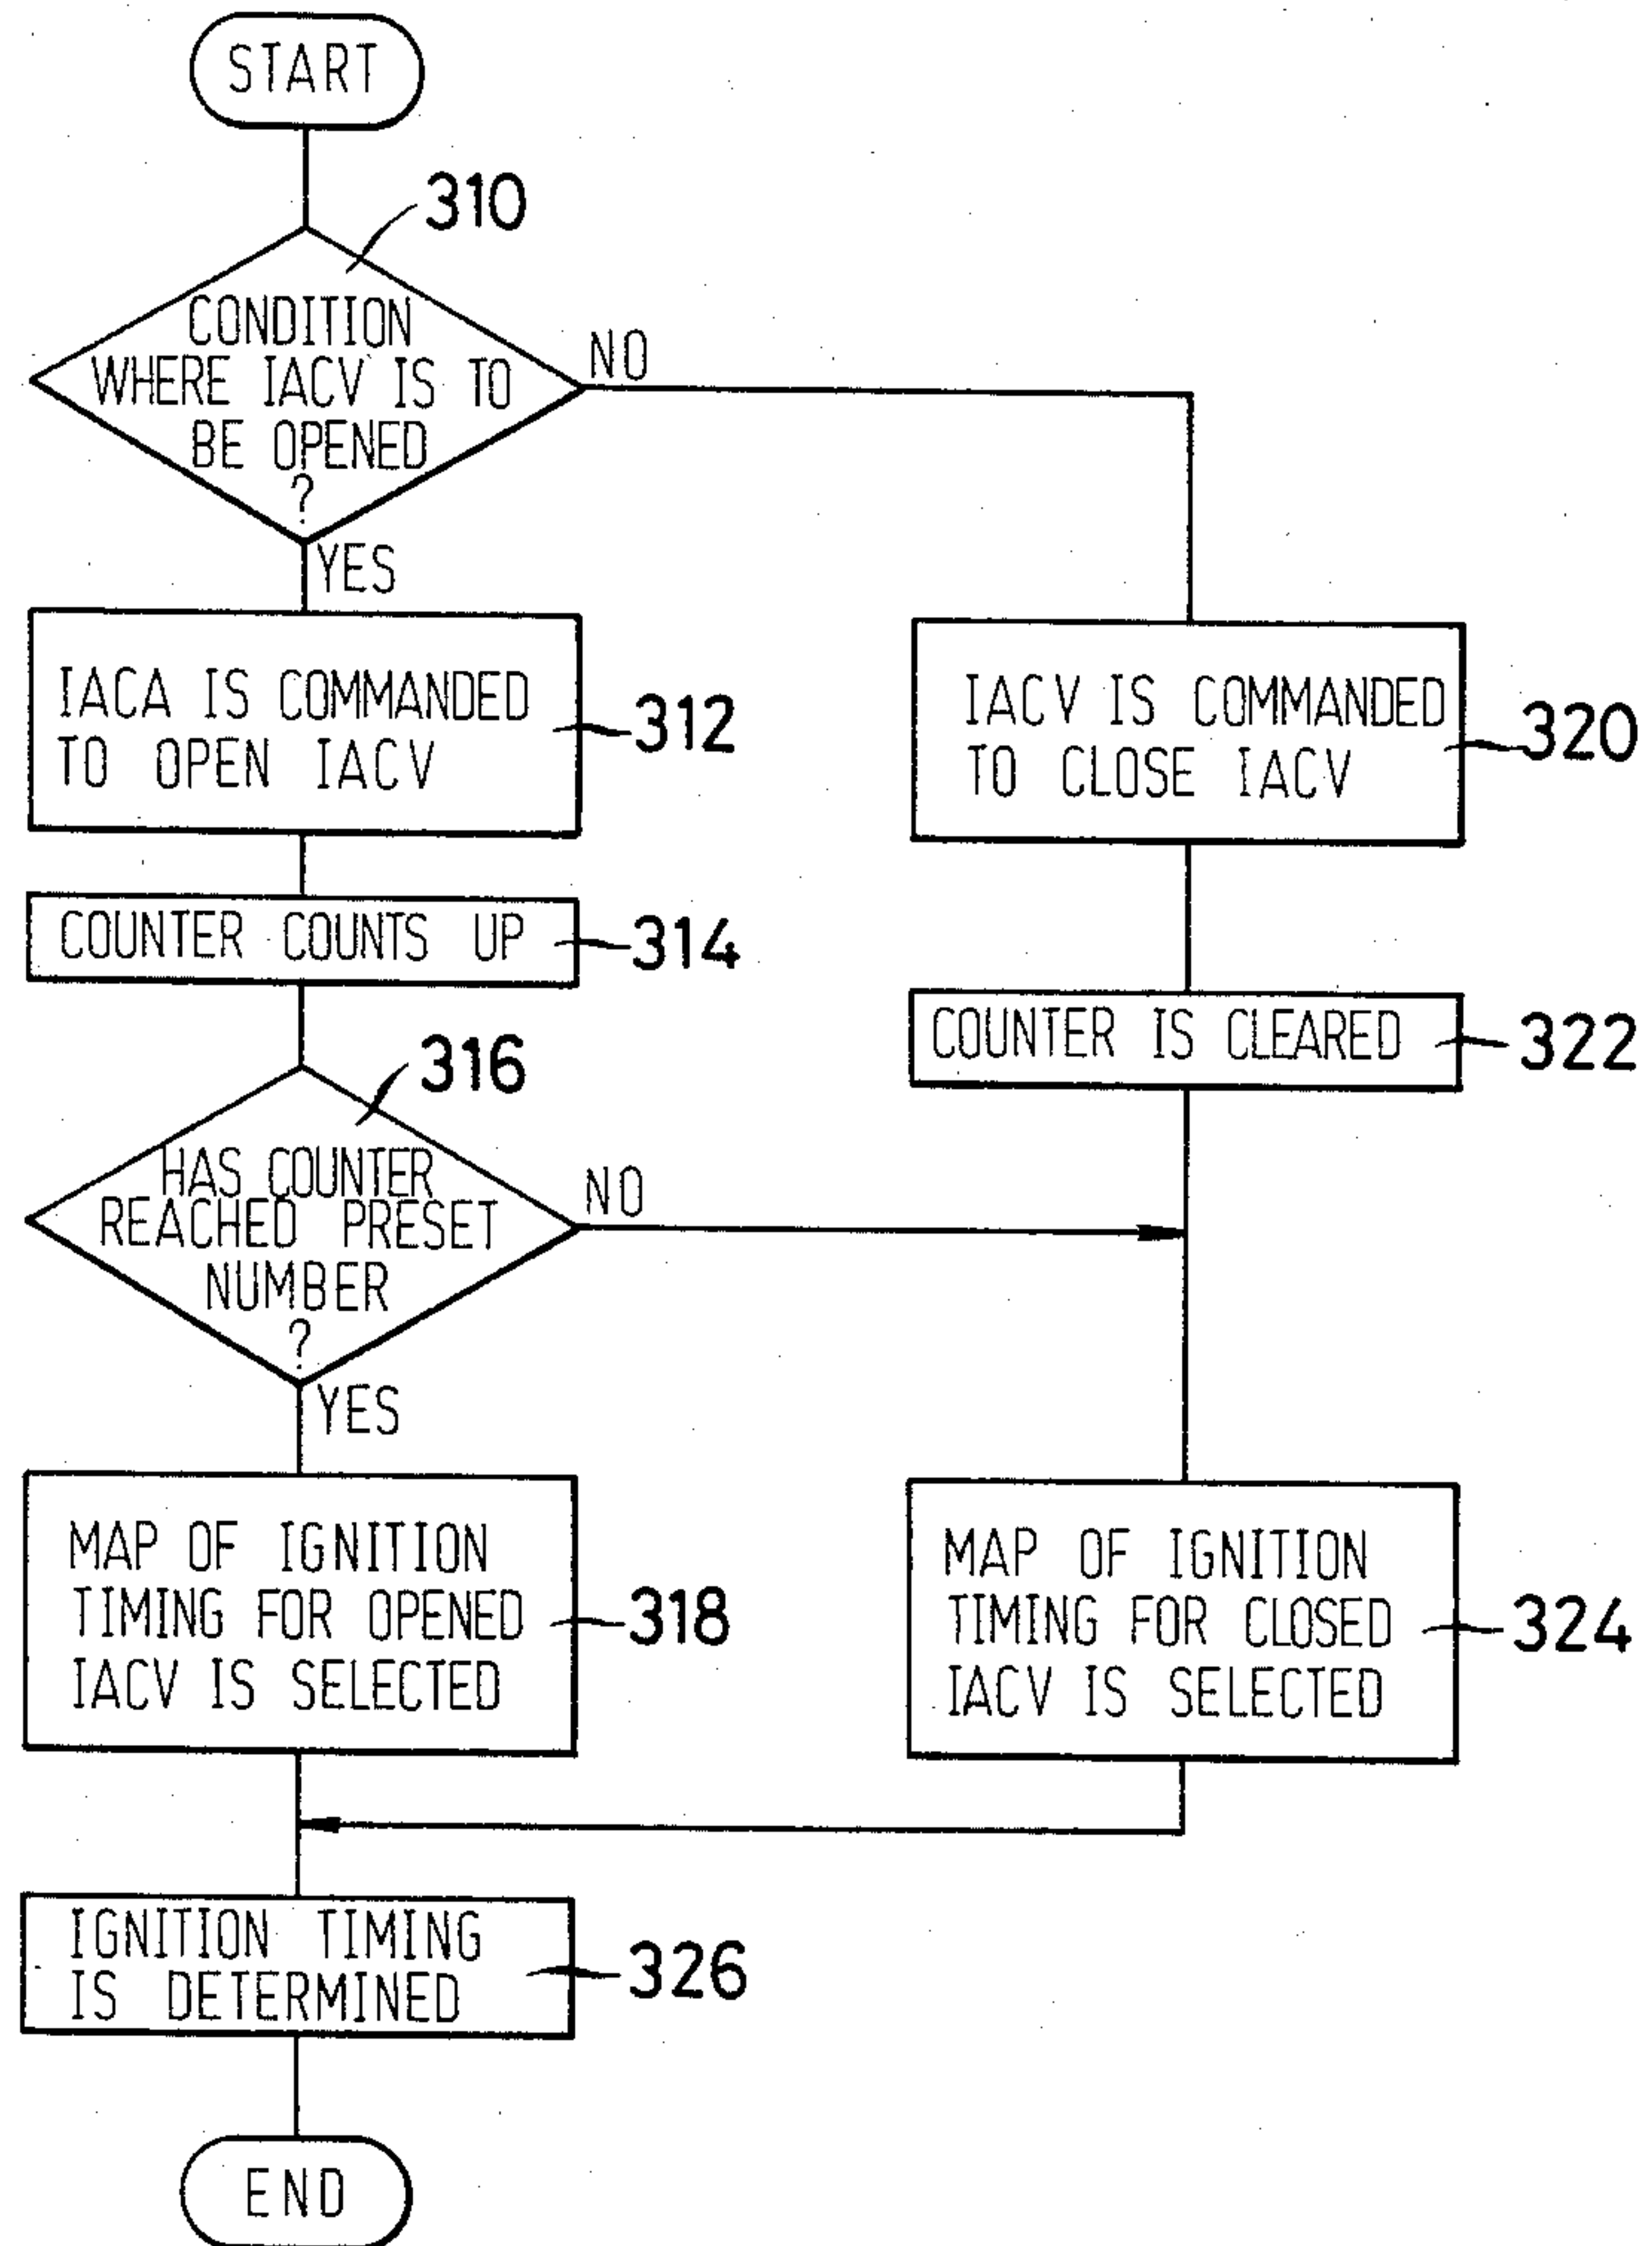 START
310
CONDITION
WHERE IACV IS TO
BE OPENED
?
NO
YES
IACA IS COMMANDED
TO OPEN IACV
312
IACV IS COMMANDED
TO CLOSE IACV
320
COUNTER COUNTS UP
314
COUNTER IS CLEARED
322
316
HAS COUNTER
REACHED PRESET
NUMBER
?
NO
YES
MAP OF IGNITION
TIMING FOR OPENED
IACV IS SELECTED
318
MAP OF IGNITION
TIMING FOR CLOSED
IACV IS SELECTED
324
IGNITION TIMING
IS DETERMINED
326
END